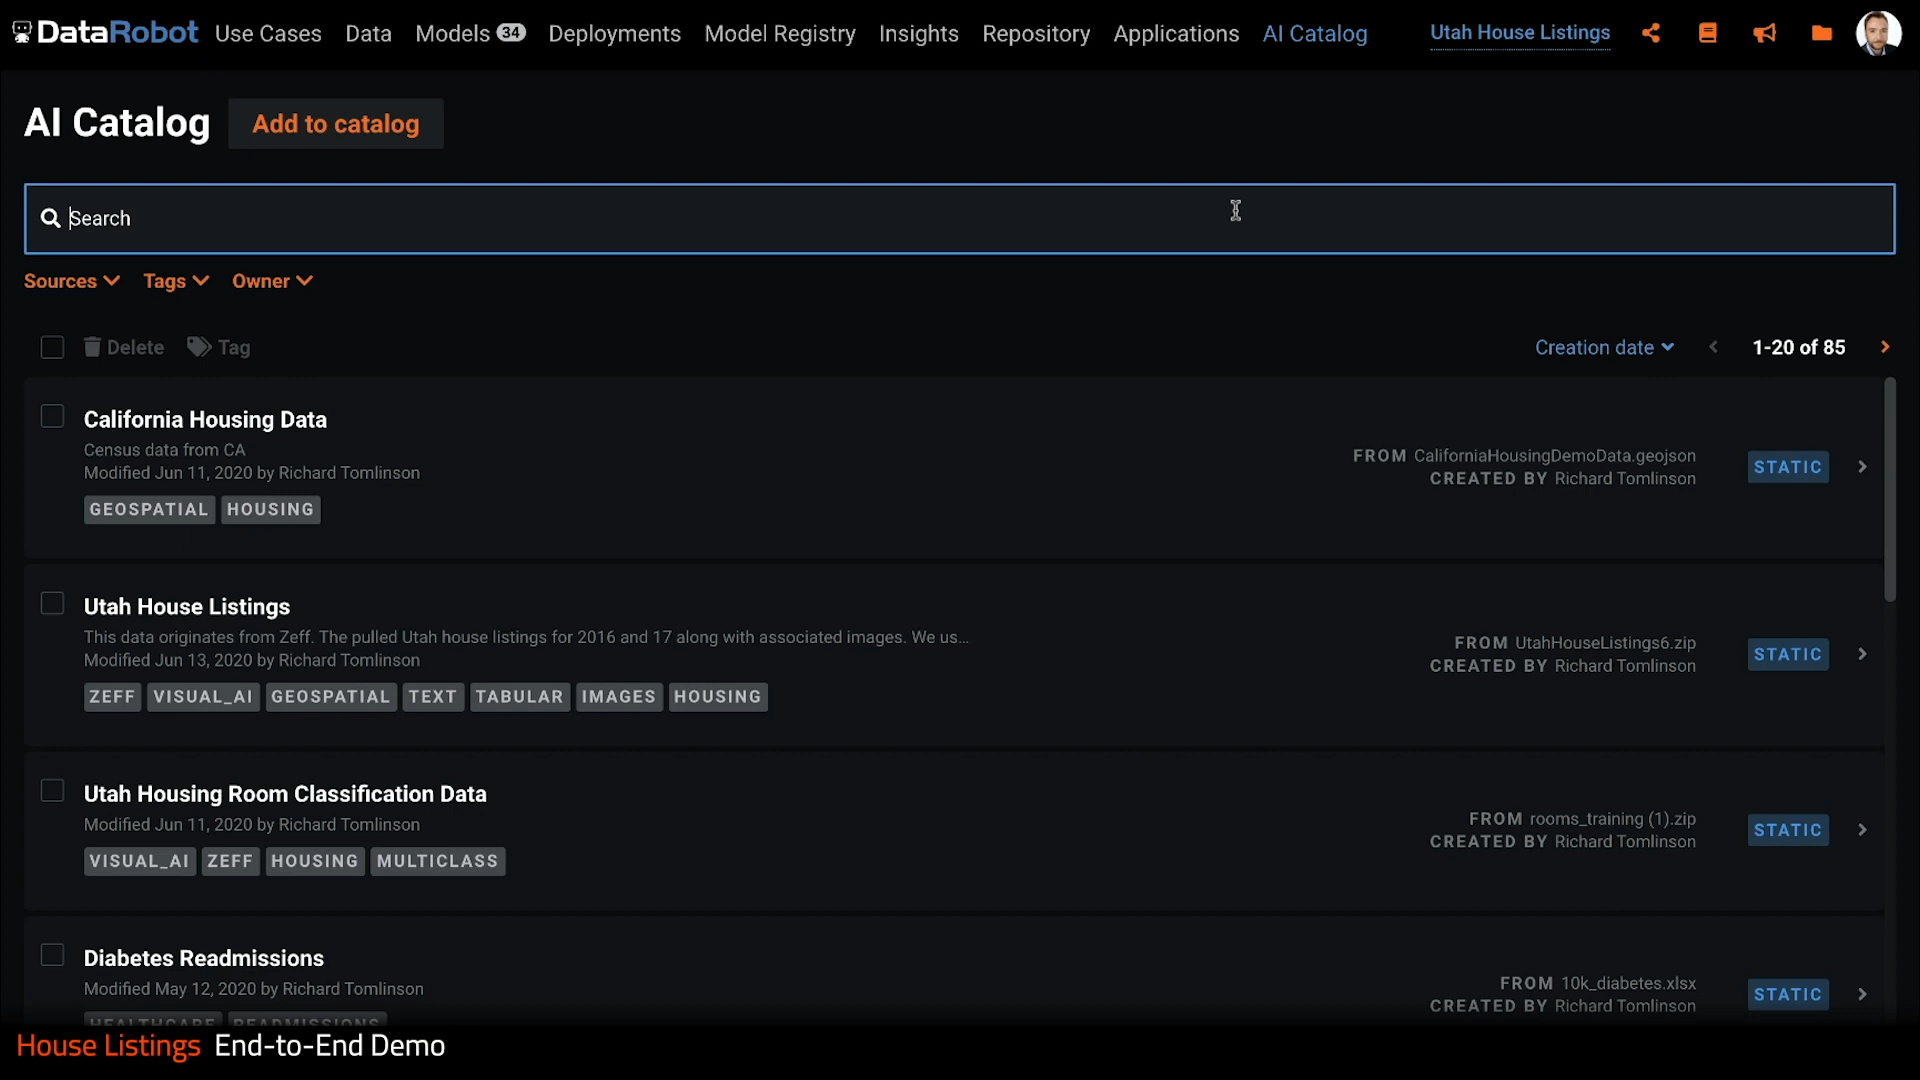 DataRobot Use Cases Data Models 34 Deployments Model Registry Insights Repository Applications AI Catalog Utah House Listings
AI Catalog Add to catalog
Search
Sources Tags Owner
Delete Tag Creation date 1-20 of 85
California Housing Data
Census data from CA
Modified Jun 11, 2020 by Richard Tomlinson
GEOSPATIAL HOUSING
FROM CaliforniaHousingDemoData.geojson
CREATED BY Richard Tomlinson
STATIC
Utah House Listings
This data originates from Zeff. The pulled Utah house listings for 2016 and 17 along with associated images. We us...
Modified Jun 13, 2020 by Richard Tomlinson
ZEFF VISUAL_AI GEOSPATIAL TEXT TABULAR IMAGES HOUSING
FROM UtahHouseListings6.zip
CREATED BY Richard Tomlinson
STATIC
Utah Housing Room Classification Data
Modified Jun 11, 2020 by Richard Tomlinson
VISUAL_AI ZEFF HOUSING MULTICLASS
FROM rooms_training (1).zip
CREATED BY Richard Tomlinson
STATIC
Diabetes Readmissions
Modified May 12, 2020 by Richard Tomlinson
HEALTHCARE READMISSIONS
FROM 10k_diabetes.xlsx
CREATED BY Richard Tomlinson
STATIC
House Listings End-to-End Demo